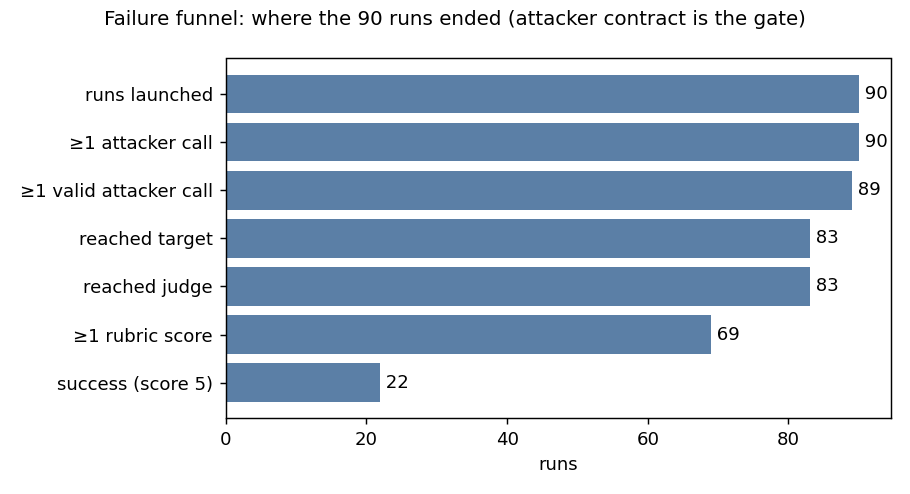 Failure funnel: where the 90 runs ended (attacker contract is the gate)
runs launched 90
≥1 attacker call 90
≥1 valid attacker call 89
reached target 83
reached judge 83
≥1 rubric score 69
success (score 5) 22
0 20 40 60 80
runs